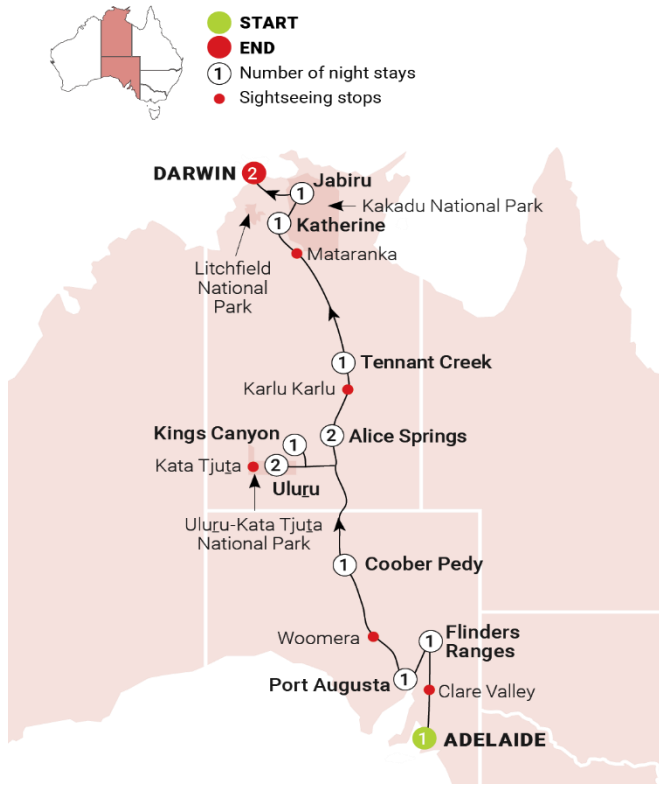 START
END
1 Number of night stays
Sightseeing stops
DARWIN 2
Jabiru
1
Kakadu National Park
1 Katherine
Mataranka
Litchfield
National
Park
1 Tennant Creek
Karlu Karlu
Kings Canyon
1
2 Alice Springs
Kata Tjuṯa
2
Uluṟu
Uluṟu-Kata Tjuṯa
National Park
1 Coober Pedy
Woomera
1 Flinders
Ranges
Port Augusta 1
Clare Valley
1 ADELAIDE